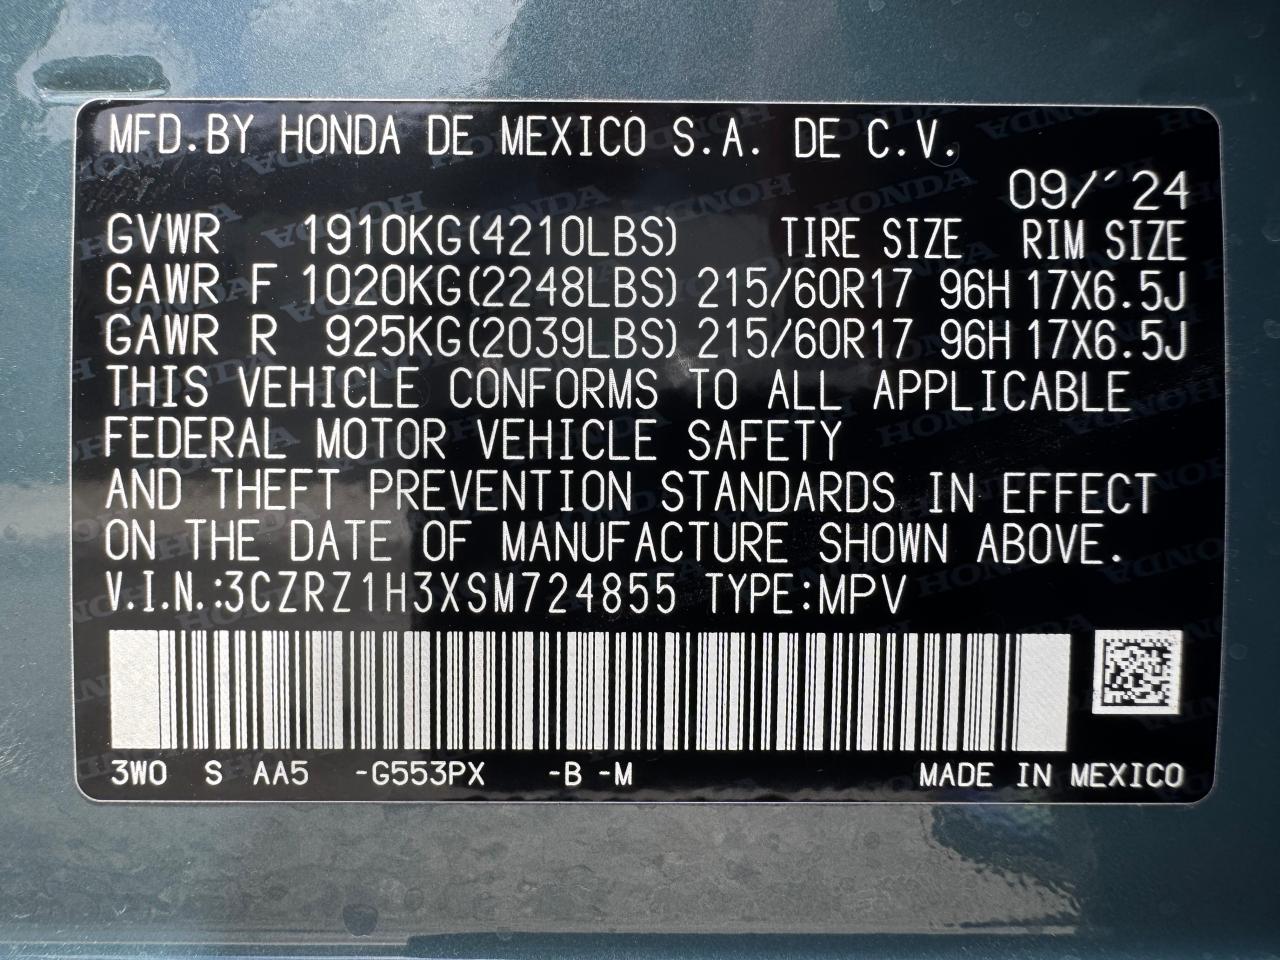 MFD.BY HONDA DE MEXICO S.A. DE C.V.
09/´24
GVWR 1910KG(4210LBS) TIRE SIZE RIM SIZE
GAWR F 1020KG(2248LBS) 215/60R17 96H 17X6.5J
GAWR R 925KG(2039LBS) 215/60R17 96H 17X6.5J
THIS VEHICLE CONFORMS TO ALL APPLICABLE
FEDERAL MOTOR VEHICLE SAFETY
AND THEFT PREVENTION STANDARDS IN EFFECT
ON THE DATE OF MANUFACTURE SHOWN ABOVE.
V.I.N.:3CZRZ1H3XSM724855 TYPE:MPV
3W0 S AA5 -G553PX -B -M MADE IN MEXICO